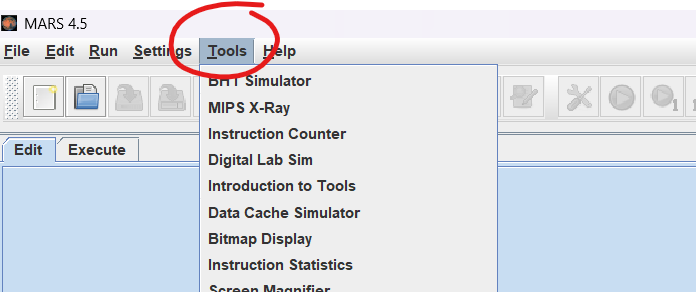 MARS 4.5
File Edit Run Settings Tools Help
BHT Simulator
MIPS X-Ray
Instruction Counter
Digital Lab Sim
Introduction to Tools
Data Cache Simulator
Bitmap Display
Instruction Statistics
Screen Magnifier
1
Edit Execute